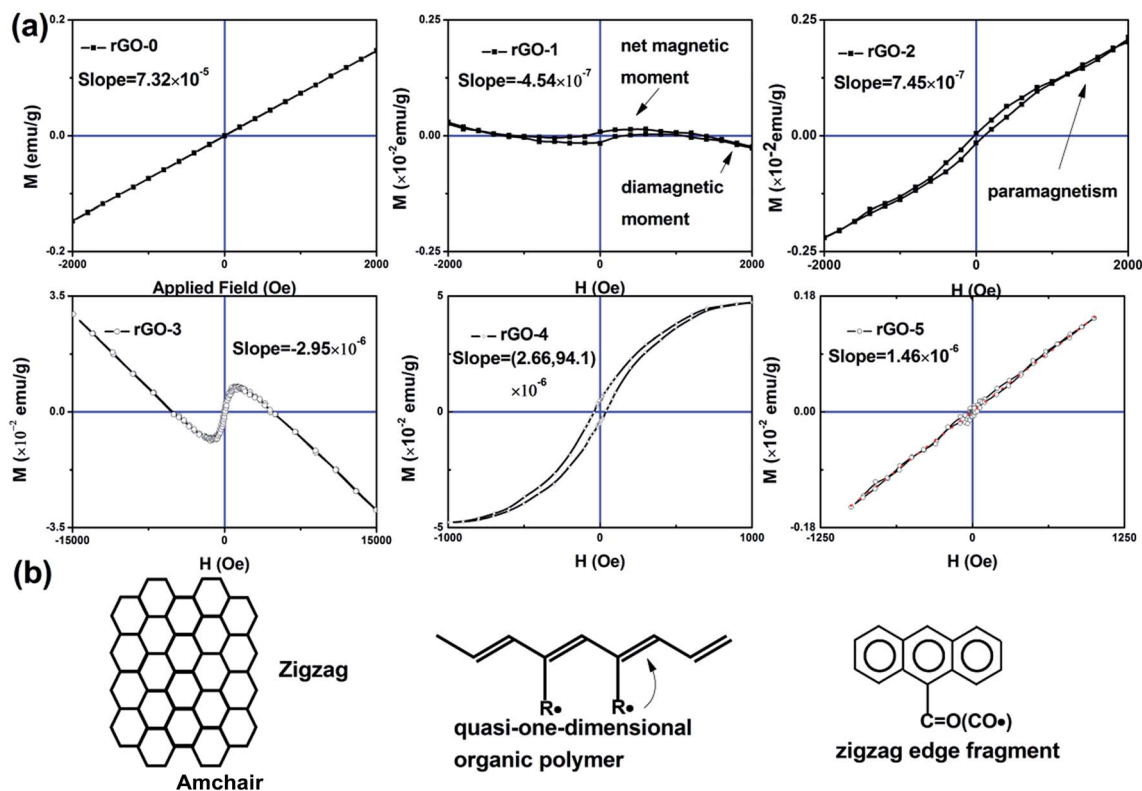 (a)
0.2
rGO-0
Slope=7.32×10-5
M (emu/g)
0.0
-0.2
-2000
0
2000
Applied Field (Oe)
0.25
rGO-1
net magnetic
moment
Slope=-4.54×10-7
M (×10-2 emu/g)
0.00
diamagnetic
moment
-0.25
-2000
0
2000
H (Oe)
0.25
rGO-2
Slope=7.45×10-7
M (×10-2emu/g)
0.00
paramagnetism
-0.25
-2000
0
2000
H (Oe)
3.5
rGO-3
Slope=-2.95×10-6
M (×10-2 emu/g)
0
-3.5
-15000
0
15000
H (Oe)
5
rGO-4
Slope=(2.66,94.1)
×10-6
M (×10-2 emu/g)
0
-5
-1000
0
1000
H (Oe)
0.18
rGO-5
Slope=1.46×10-6
M (×10-2 emu/g)
0.00
-0.18
-1250
0
1250
H (Oe)
(b)
Zigzag
Amchair
R• R•
quasi-one-dimensional
organic polymer
C=O(CO•)
zigzag edge fragment